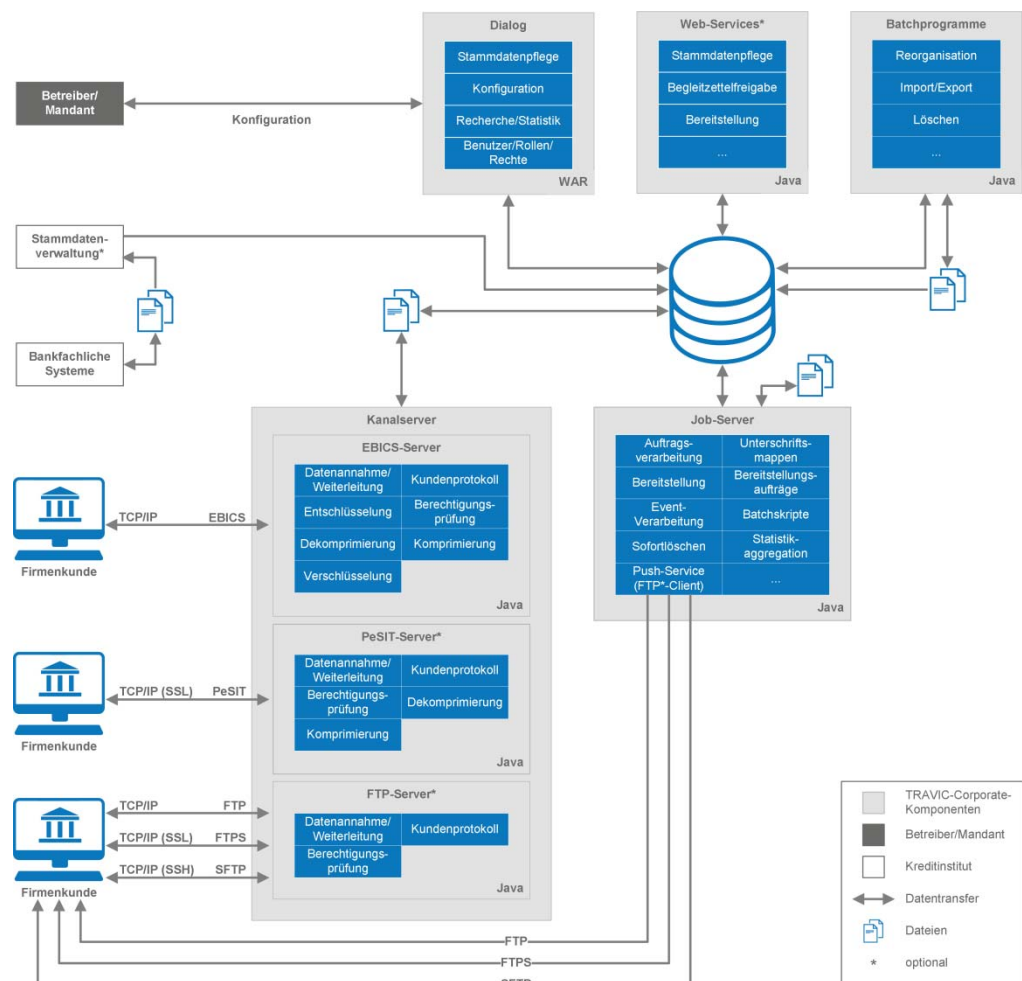 Dialog
Stammdatenpflege
Konfiguration
Recherche/Statistik
Benutzer/Rollen/
Rechte
WAR
Web-Services*
Stammdatenpflege
Begleitzettelfreigabe
Bereitstellung
...
Java
Batchprogramme
Reorganisation
Import/Export
Löschen
...
Java
Betreiber/
Mandant
Konfiguration
Stammdaten-
verwaltung*
Bankfachliche
Systeme
Kanalserver
EBICS-Server
Datenannahme/
Weiterleitung
Kundenprotokoll
Entschlüsselung
Berechtigungs-
prüfung
Dekomprimierung
Komprimierung
Verschlüsselung
Java
Job-Server
Auftrags-
verarbeitung
Unterschrifts-
mappen
Bereitstellung
Bereitstellungs-
aufträge
Event-
Verarbeitung
Batchskripte
Sofortlöschen
Statistik-
aggregation
Push-Service
(FTP*-Client)
...
Java
TCP/IP
EBICS
Firmenkunde
PeSIT-Server*
Datenannahme/
Weiterleitung
Kundenprotokoll
Berechtigungs-
prüfung
Dekomprimierung
Komprimierung
Java
TCP/IP (SSL)
PeSIT
Firmenkunde
FTP-Server*
Datenannahme/
Weiterleitung
Kundenprotokoll
Berechtigungs-
prüfung
Java
TCP/IP
FTP
TCP/IP (SSL)
FTPS
TCP/IP (SSH)
SFTP
Firmenkunde
FTP
FTPS
SFTP
TRAVIC-Corporate-
Komponenten
Betreiber/Mandant
Kreditinstitut
Datentransfer
Dateien
* optional